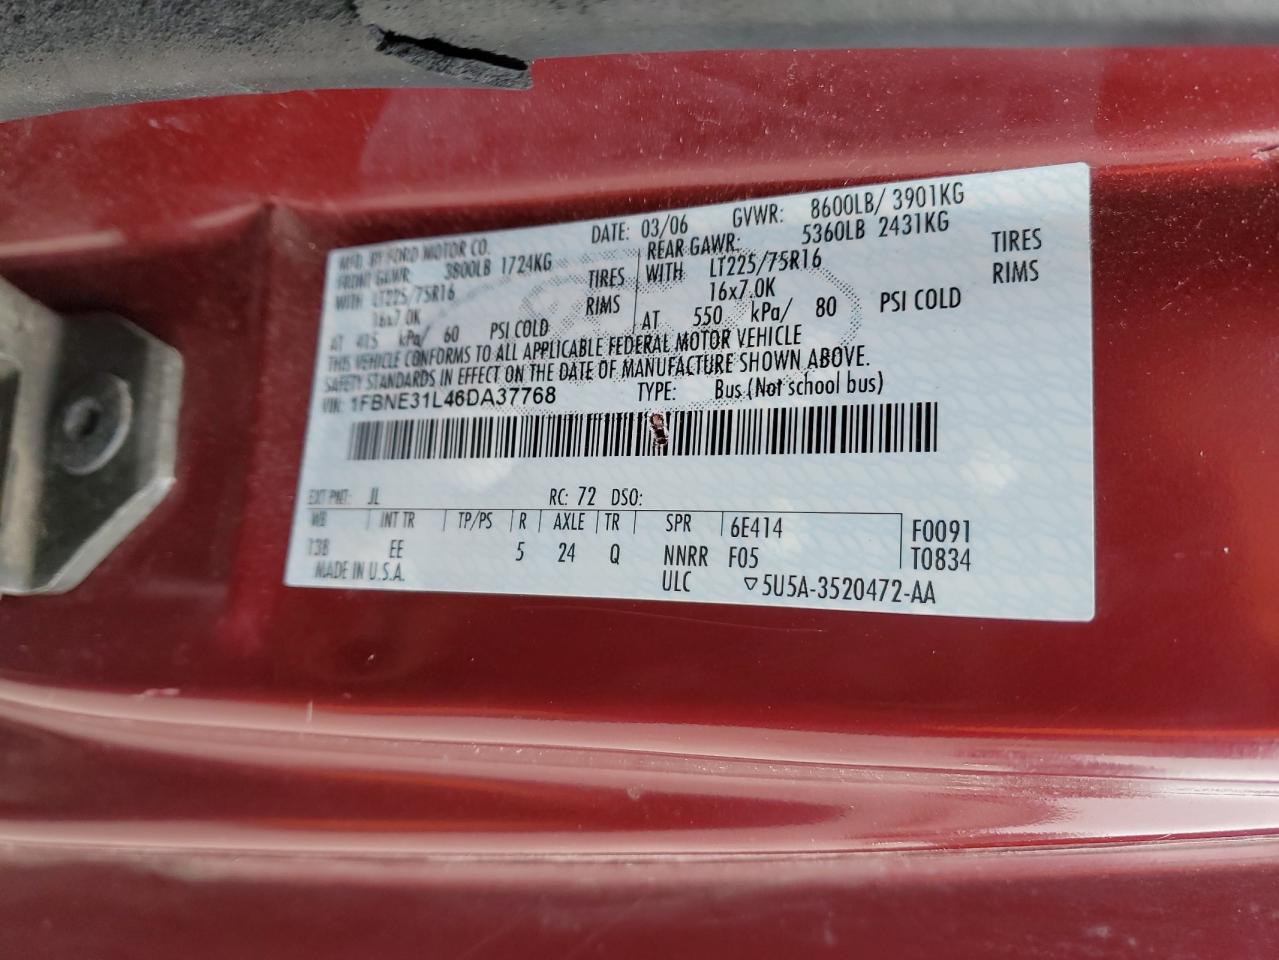 MFD. BY FORD MOTOR CO. DATE: 03/06 GVWR: 8600LB/ 3901KG
FRONT GAWR: 3800LB 1724KG REAR GAWR: 5360LB 2431KG
WITH LT225/75R16 TIRES WITH LT225/75R16 TIRES
16x7.0K RIMS 16x7.0K RIMS
AT 415 kPa/ 60 PSI COLD AT 550 kPa/ 80 PSI COLD
THIS VEHICLE CONFORMS TO ALL APPLICABLE FEDERAL MOTOR VEHICLE
SAFETY STANDARDS IN EFFECT ON THE DATE OF MANUFACTURE SHOWN ABOVE.
VIN: 1FBNE31L46DA37768 TYPE: Bus (Not school bus)
EXT PNT: JL RC: 72 DSO:
WB INT TR TP/PS R AXLE TR SPR 6E414 F0091
138 EE 5 24 Q NNRR F05 T0834
MADE IN U.S.A. ULC ▽5U5A-3520472-AA